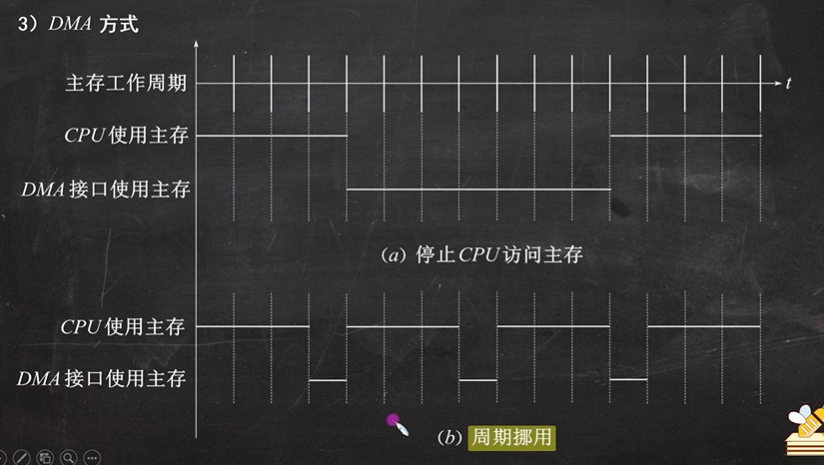 3）DMA 方式
主存工作周期
t
CPU 使用主存
DMA 接口使用主存
（a）停止 CPU 访问主存
CPU 使用主存
DMA 接口使用主存
（b）周期挪用